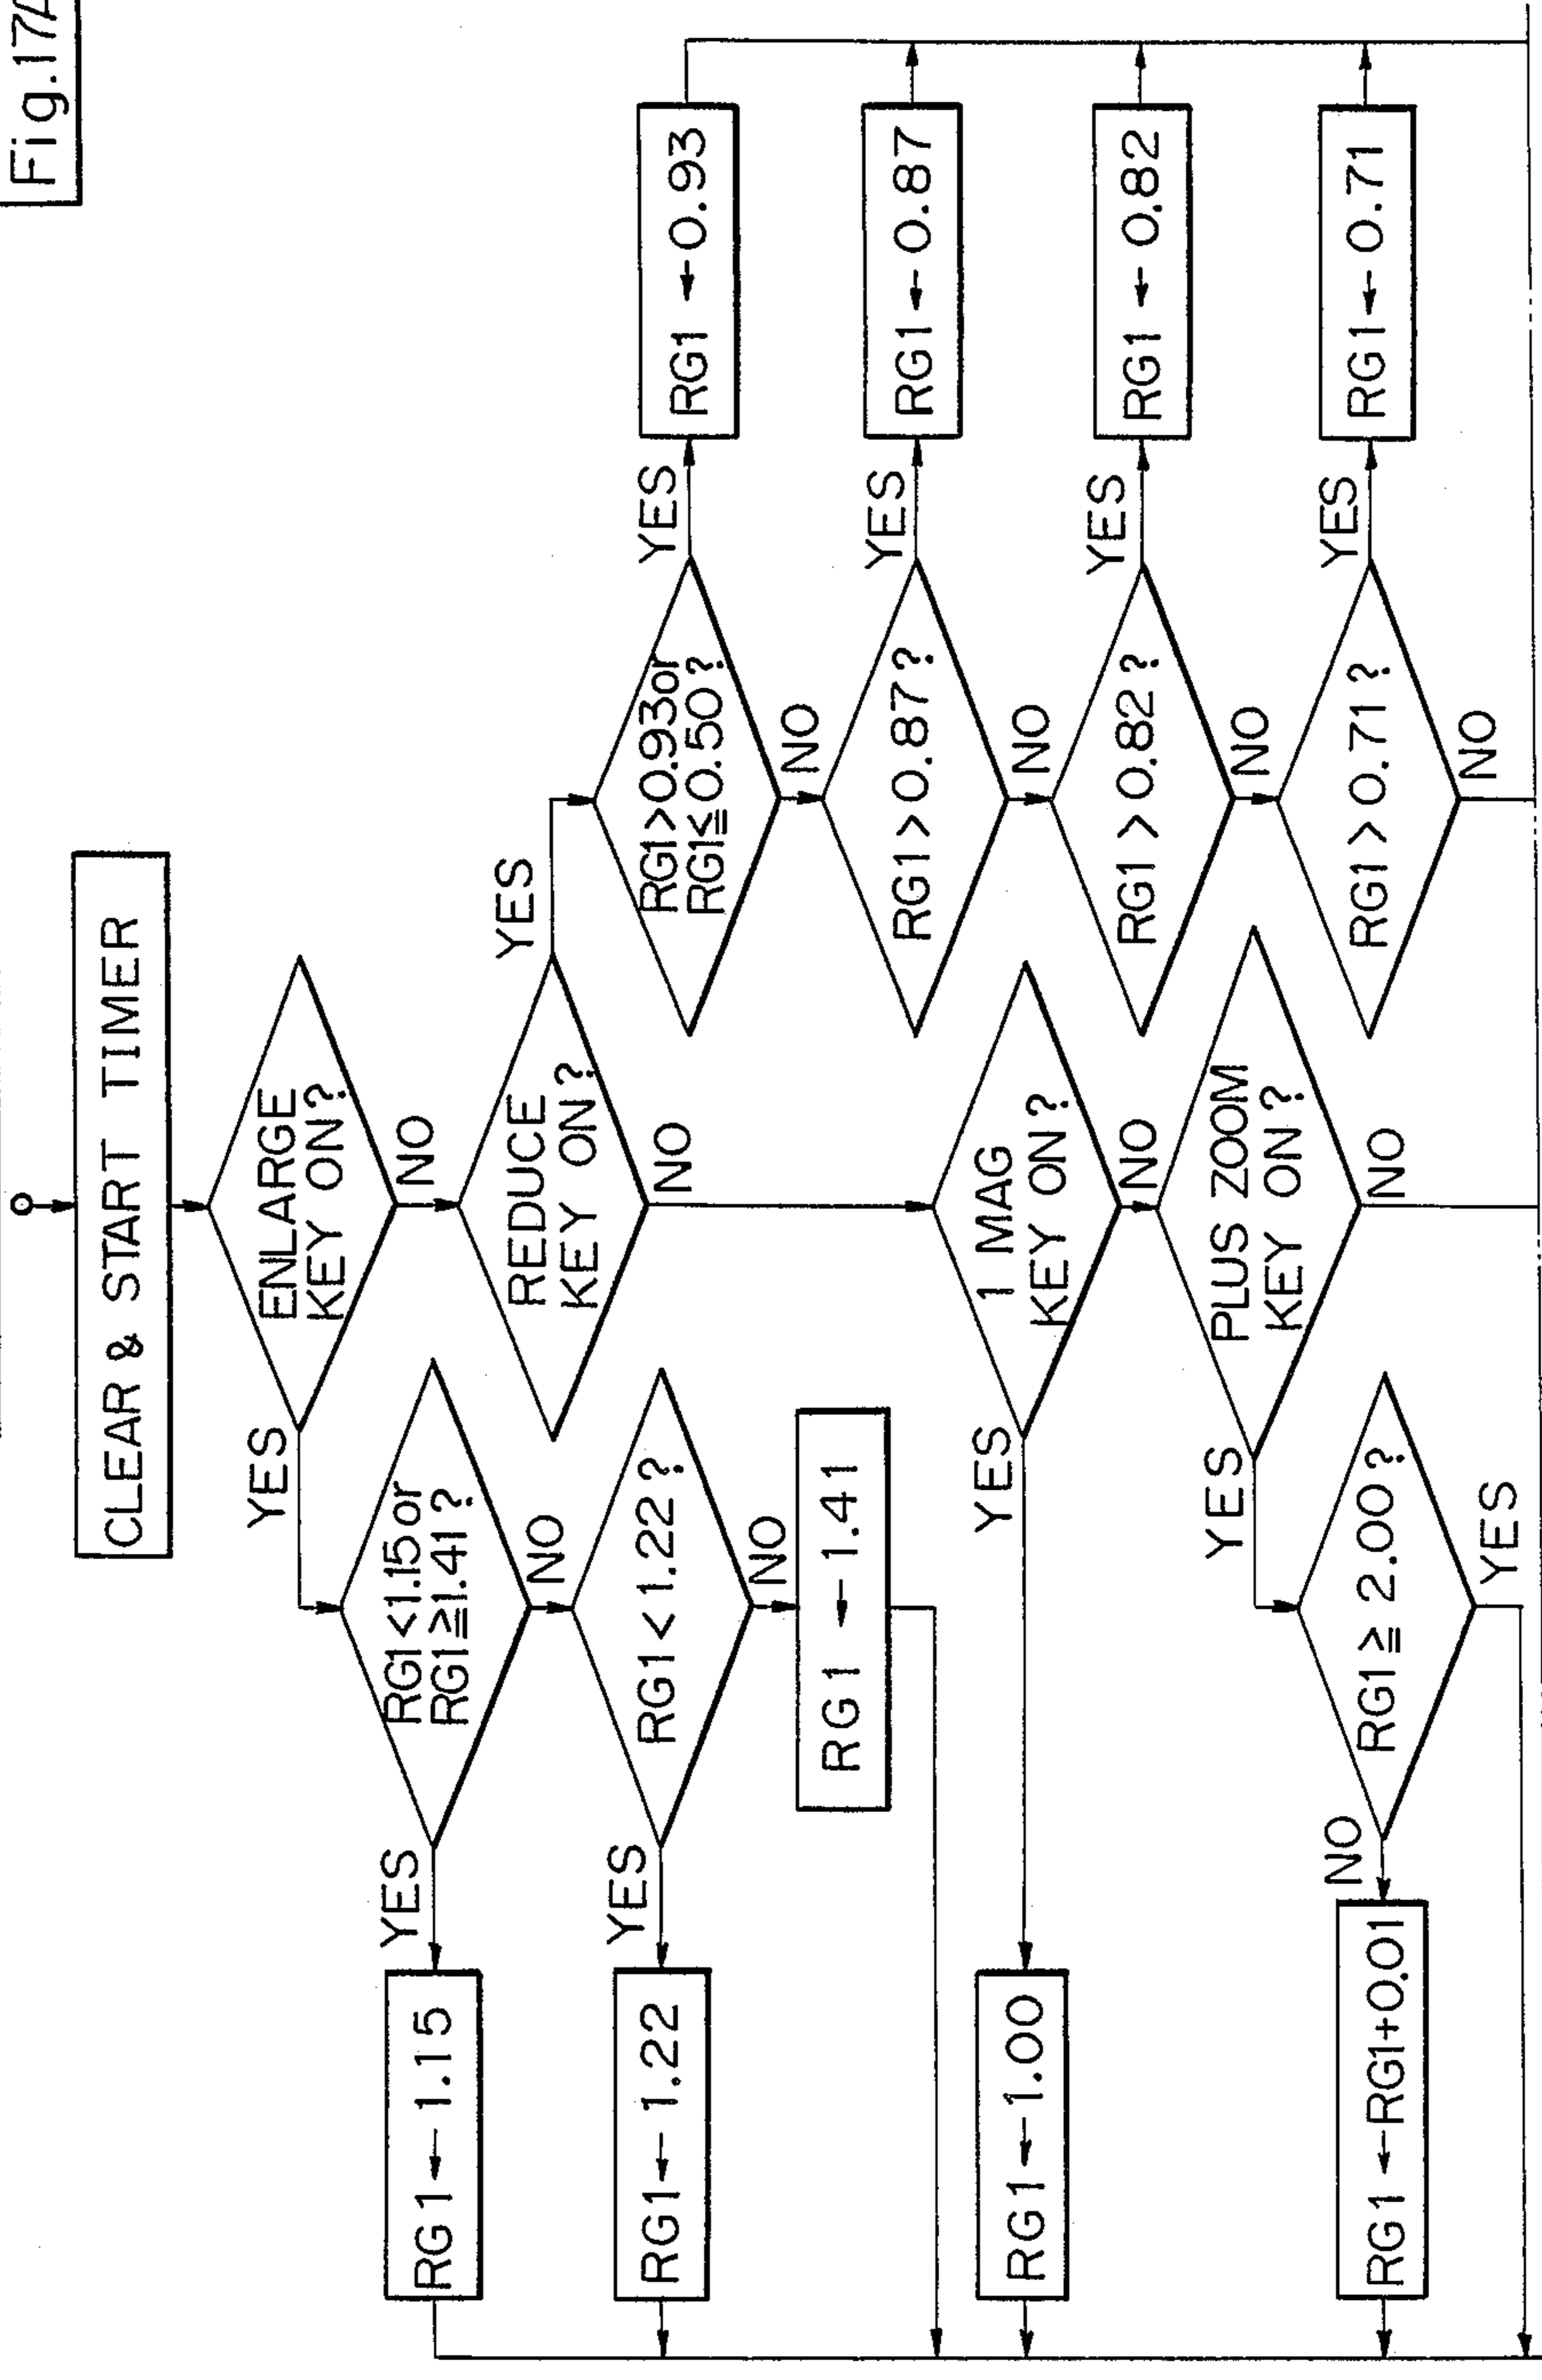 Fig.17A
CLEAR & START TIMER
ENLARGE
KEY ON?
YES
NO
RG1<1.15 or
RG1≧1.41?
YES
NO
RG1←1.15
RG1<1.22?
YES
NO
RG1←1.22
RG1←1.41
REDUCE
KEY ON?
YES
NO
RG1>0.93 or
RG1≦0.50?
YES
NO
RG1←0.93
RG1>0.87?
YES
NO
RG1←0.87
RG1>0.82?
YES
NO
RG1←0.82
RG1>0.71?
YES
NO
RG1←0.71
1 MAG
KEY ON?
YES
NO
RG1←1.00
PLUS ZOOM
KEY ON?
YES
NO
RG1≧2.00?
NO
YES
RG1←RG1+0.01